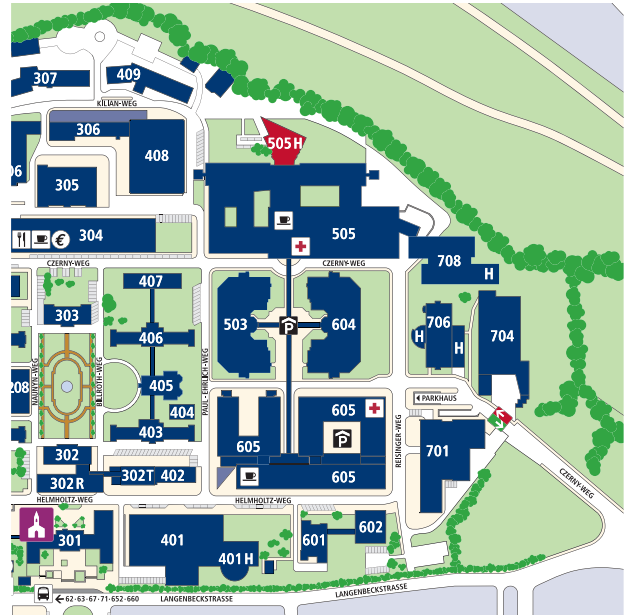 307
409
KILIAN-WEG
306
408
505 H
06
305
304
€
505
CZERNY-WEG
CZERNY-WEG
708
H
407
303
503
P
604
706
H
H
704
406
NAUNYN-WEG
BILLROTH-WEG
PAUL-EHRLICH-WEG
208
405
404
403
PARKHAUS
605
605
P
REISINGER-WEG
701
302
302 R
302T
402
605
CZERNY-WEG
HELMHOLTZ-WEG
HELMHOLTZ-WEG
301
401
401 H
601
602
62·63·67·71·652·660
LANGENBECKSTRASSE
LANGENBECKSTRASSE